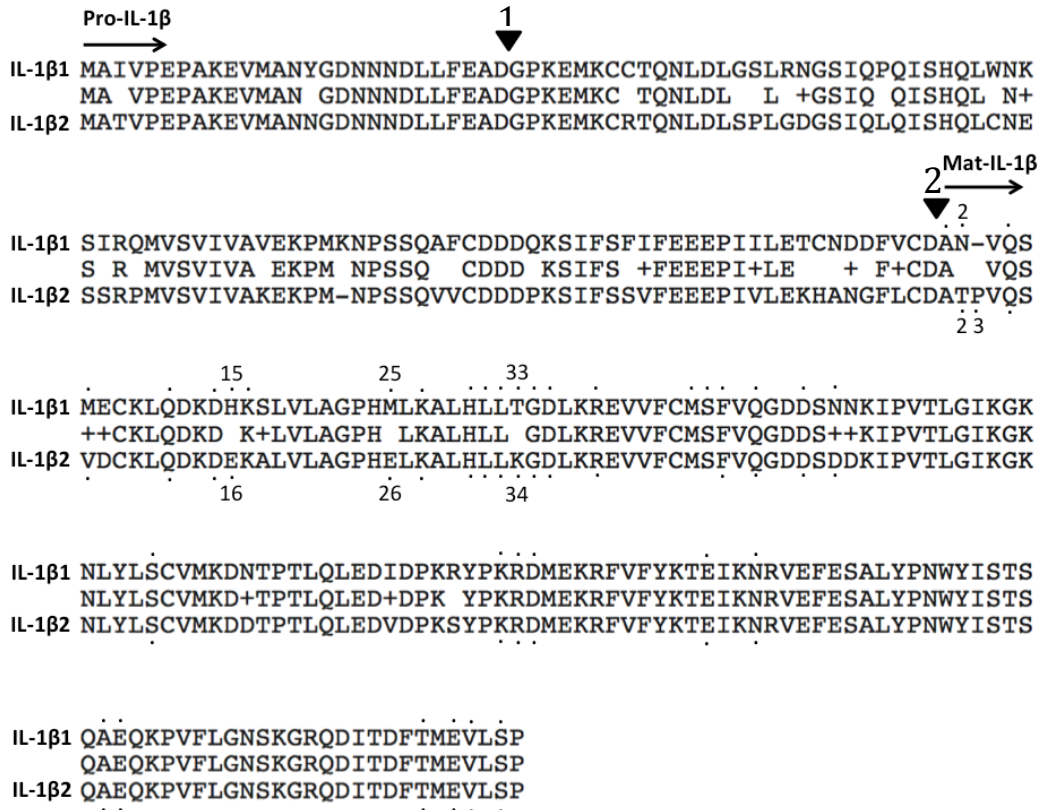 Pro-IL-1β
1
IL-1β1 MAIVPEPAKEVMANYGDNNNDLLFEADGPKEMKCCTQNLDLGSLRNGSIQPQISHQLWNK
MA VPEPAKEVMAN GDNNNDLLFEADGPKEMKC TQNLDL L +GSIQ QISHQL N+
IL-1β2 MATVPEPAKEVMANNGDNNNDLLFEADGPKEMKCRTQNLDLSPLGDGSIQLQISHQLCNE
2 Mat-IL-1β
2
IL-1β1 SIRQMVSVIVAVEKPMKNPSSQAFCDDDQKSIFSFIFEEEPIILETCNDDFVCDAN-VQS
S R MVSVIVA EKPM NPSSQ CDDD KSIFS +FEEEPI+LE + F+CDA VQS
IL-1β2 SSRPMVSVIVAKEKPM-NPSSQVVCDDDPKSIFSSVFEEEPIVLEKHANGFLCDATPVQS
2 3
15 25 33
IL-1β1 MECKLQDKDHKSLVLAGPHMLKALHLLTGDLKREVVFCMSFVQGDDSNNKIPVTLGIKGK
++CKLQDKD K+LVLAGPH LKALHLL GDLKREVVFCMSFVQGDDS++KIPVTLGIKGK
IL-1β2 VDCKLQDKDEKALVLAGPHELKALHLLKGDLKREVVFCMSFVQGDDSDDKIPVTLGIKGK
16 26 34
IL-1β1 NLYLSCVMKDNTPTLQLEDIDPKRYPKRDMEKRFVFYKTEIKNRVEFESALYPNWYISTS
NLYLSCVMKD+TPTLQLED+DPK YPKRDMEKRFVFYKTEIKNRVEFESALYPNWYISTS
IL-1β2 NLYLSCVMKDDTPTLQLEDVDPKSYPKRDMEKRFVFYKTEIKNRVEFESALYPNWYISTS
IL-1β1 QAEQKPVFLGNSKGRQDITDFTMEVLSP
QAEQKPVFLGNSKGRQDITDFTMEVLSP
IL-1β2 QAEQKPVFLGNSKGRQDITDFTMEVLSP